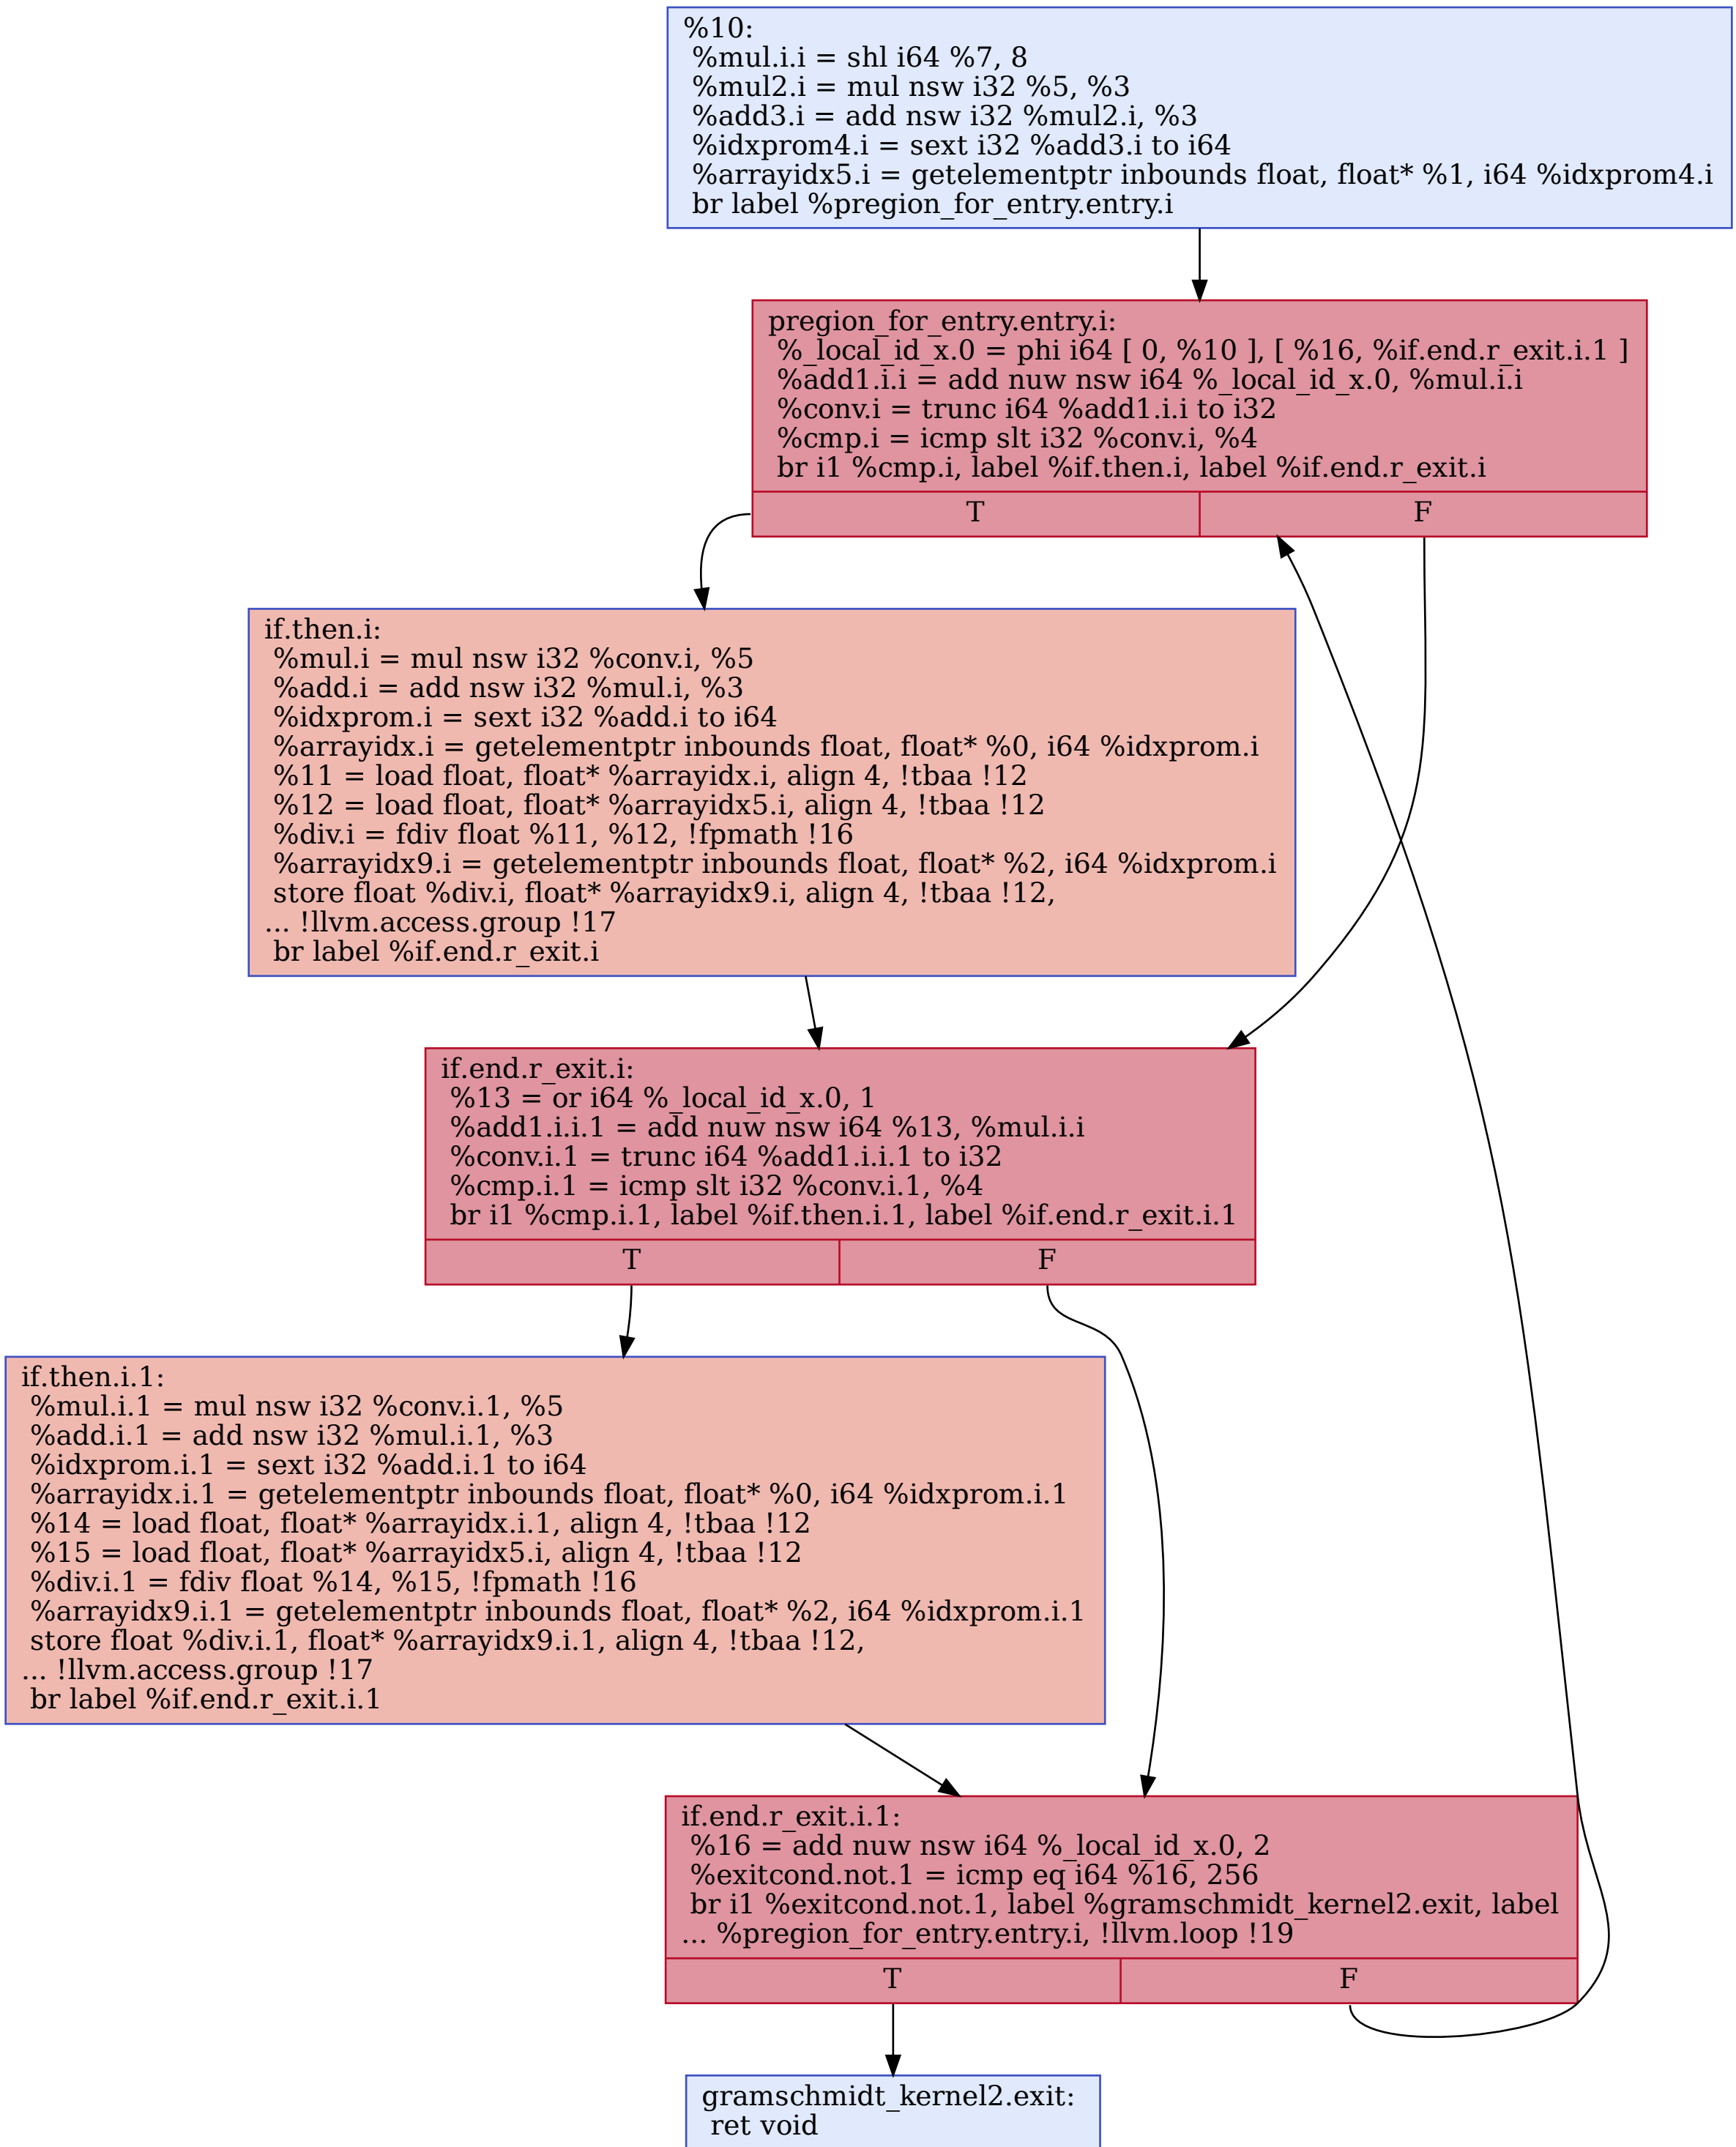 %10:
%mul.i.i = shl i64 %7, 8
%mul2.i = mul nsw i32 %5, %3
%add3.i = add nsw i32 %mul2.i, %3
%idxprom4.i = sext i32 %add3.i to i64
%arrayidx5.i = getelementptr inbounds float, float* %1, i64 %idxprom4.i
br label %pregion_for_entry.entry.i
pregion_for_entry.entry.i:
%_local_id_x.0 = phi i64 [ 0, %10 ], [ %16, %if.end.r_exit.i.1 ]
%add1.i.i = add nuw nsw i64 %_local_id_x.0, %mul.i.i
%conv.i = trunc i64 %add1.i.i to i32
%cmp.i = icmp slt i32 %conv.i, %4
br i1 %cmp.i, label %if.then.i, label %if.end.r_exit.i
T F
if.then.i:
%mul.i = mul nsw i32 %conv.i, %5
%add.i = add nsw i32 %mul.i, %3
%idxprom.i = sext i32 %add.i to i64
%arrayidx.i = getelementptr inbounds float, float* %0, i64 %idxprom.i
%11 = load float, float* %arrayidx.i, align 4, !tbaa !12
%12 = load float, float* %arrayidx5.i, align 4, !tbaa !12
%div.i = fdiv float %11, %12, !fpmath !16
%arrayidx9.i = getelementptr inbounds float, float* %2, i64 %idxprom.i
store float %div.i, float* %arrayidx9.i, align 4, !tbaa !12,
... !llvm.access.group !17
br label %if.end.r_exit.i
if.end.r_exit.i:
%13 = or i64 %_local_id_x.0, 1
%add1.i.i.1 = add nuw nsw i64 %13, %mul.i.i
%conv.i.1 = trunc i64 %add1.i.i.1 to i32
%cmp.i.1 = icmp slt i32 %conv.i.1, %4
br i1 %cmp.i.1, label %if.then.i.1, label %if.end.r_exit.i.1
T F
if.then.i.1:
%mul.i.1 = mul nsw i32 %conv.i.1, %5
%add.i.1 = add nsw i32 %mul.i.1, %3
%idxprom.i.1 = sext i32 %add.i.1 to i64
%arrayidx.i.1 = getelementptr inbounds float, float* %0, i64 %idxprom.i.1
%14 = load float, float* %arrayidx.i.1, align 4, !tbaa !12
%15 = load float, float* %arrayidx5.i, align 4, !tbaa !12
%div.i.1 = fdiv float %14, %15, !fpmath !16
%arrayidx9.i.1 = getelementptr inbounds float, float* %2, i64 %idxprom.i.1
store float %div.i.1, float* %arrayidx9.i.1, align 4, !tbaa !12,
... !llvm.access.group !17
br label %if.end.r_exit.i.1
if.end.r_exit.i.1:
%16 = add nuw nsw i64 %_local_id_x.0, 2
%exitcond.not.1 = icmp eq i64 %16, 256
br i1 %exitcond.not.1, label %gramschmidt_kernel2.exit, label
... %pregion_for_entry.entry.i, !llvm.loop !19
T F
gramschmidt_kernel2.exit:
ret void